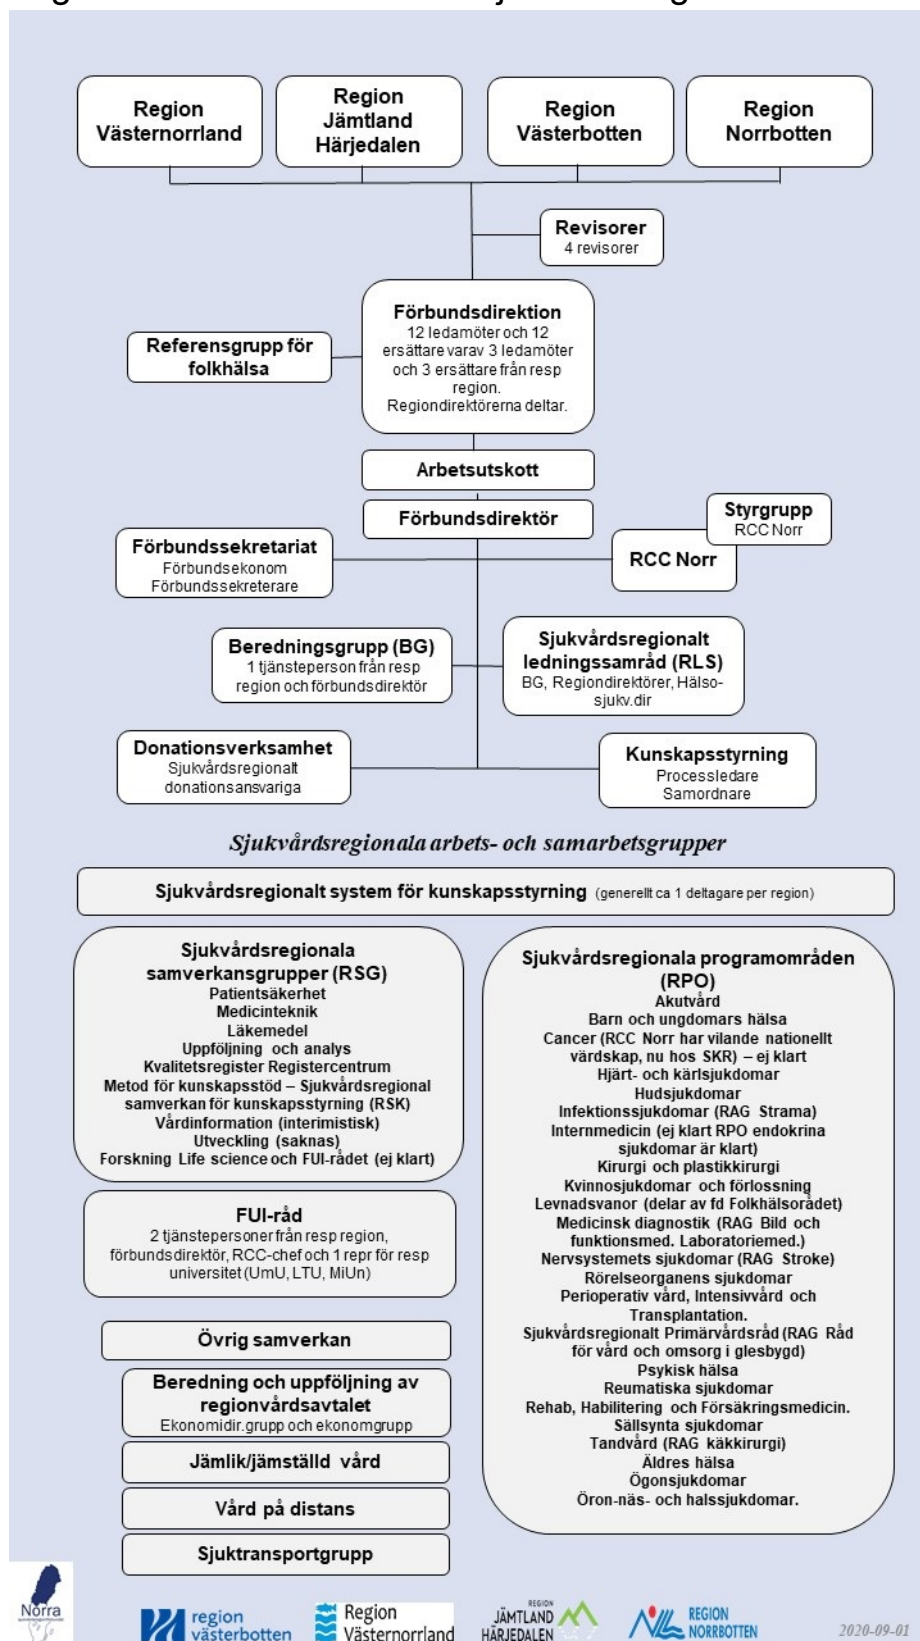 Region
Västernorrland
Region
Jämtland
Härjedalen
Region
Västerbotten
Region
Norrbotten
Revisorer
4 revisorer
Förbundsdirektion
12 ledamöter och 12
ersättare varav 3 ledamöter
och 3 ersättare från resp
region.
Regiondirektörerna deltar.
Referensgrupp för
folkhälsa
Arbetsutskott
Förbundsdirektör
Styrgrupp
RCC Norr
Förbundssekretariat
Förbundsekonom
Förbundssekreterare
RCC Norr
Beredningsgrupp (BG)
1 tjänsteperson från resp
region och förbundsdirektör
Sjukvårdsregionalt
ledningssamråd (RLS)
BG, Regiondirektörer, Hälso-
sjukv.dir
Donationsverksamhet
Sjukvårdsregionalt
donationsansvariga
Kunskapsstyrning
Processledare
Samordnare
Sjukvårdsregionala arbets- och samarbetsgrupper
Sjukvårdsregionalt system för kunskapsstyrning (generellt ca 1 deltagare per region)
Sjukvårdsregionala
samverkansgrupper (RSG)
Patientsäkerhet
Medicinteknik
Läkemedel
Uppföljning och analys
Kvalitetsregister Registercentrum
Metod för kunskapsstöd – Sjukvårdsregional
samverkan för kunskapsstyrning (RSK)
Vårdinformation (interimistisk)
Utveckling (saknas)
Forskning Life science och FUI-rådet (ej klart)
FUI-råd
2 tjänstepersoner från resp region,
förbundsdirektör, RCC-chef och 1 repr för resp
universitet (UmU, LTU, MiUn)
Övrig samverkan
Beredning och uppföljning av
regionvårdsavtalet
Ekonomidir.grupp och ekonomgrupp
Jämlik/jämställd vård
Vård på distans
Sjuktransportgrupp
Sjukvårdsregionala programområden
(RPO)
Akutvård
Barn och ungdomars hälsa
Cancer (RCC Norr har vilande nationellt
värdskap, nu hos SKR) – ej klart
Hjärt- och kärlsjukdomar
Hudsjukdomar
Infektionssjukdomar (RAG Strama)
Internmedicin (ej klart RPO endokrina
sjukdomar är klart)
Kirurgi och plastikkirurgi
Kvinnosjukdomar och förlossning
Levnadsvanor (delar av fd Folkhälsorådet)
Medicinsk diagnostik (RAG Bild och
funktionsmed. Laboratoriemed.)
Nervsystemets sjukdomar (RAG Stroke)
Rörelseorganens sjukdomar
Perioperativ vård, Intensivvård och
Transplantation.
Sjukvårdsregionalt Primärvårdsråd (RAG Råd
för vård och omsorg i glesbygd)
Psykisk hälsa
Reumatiska sjukdomar
Rehab, Habilitering och Försäkringsmedicin.
Sällsynta sjukdomar
Tandvård (RAG käkkirurgi)
Äldres hälsa
Ögonsjukdomar
Öron-näs- och halssjukdomar.
Norra
region
västerbotten
Region
Västernorrland
REGION
JÄMTLAND
HÄRJEDALEN
REGION
NORRBOTTEN
2020-09-01